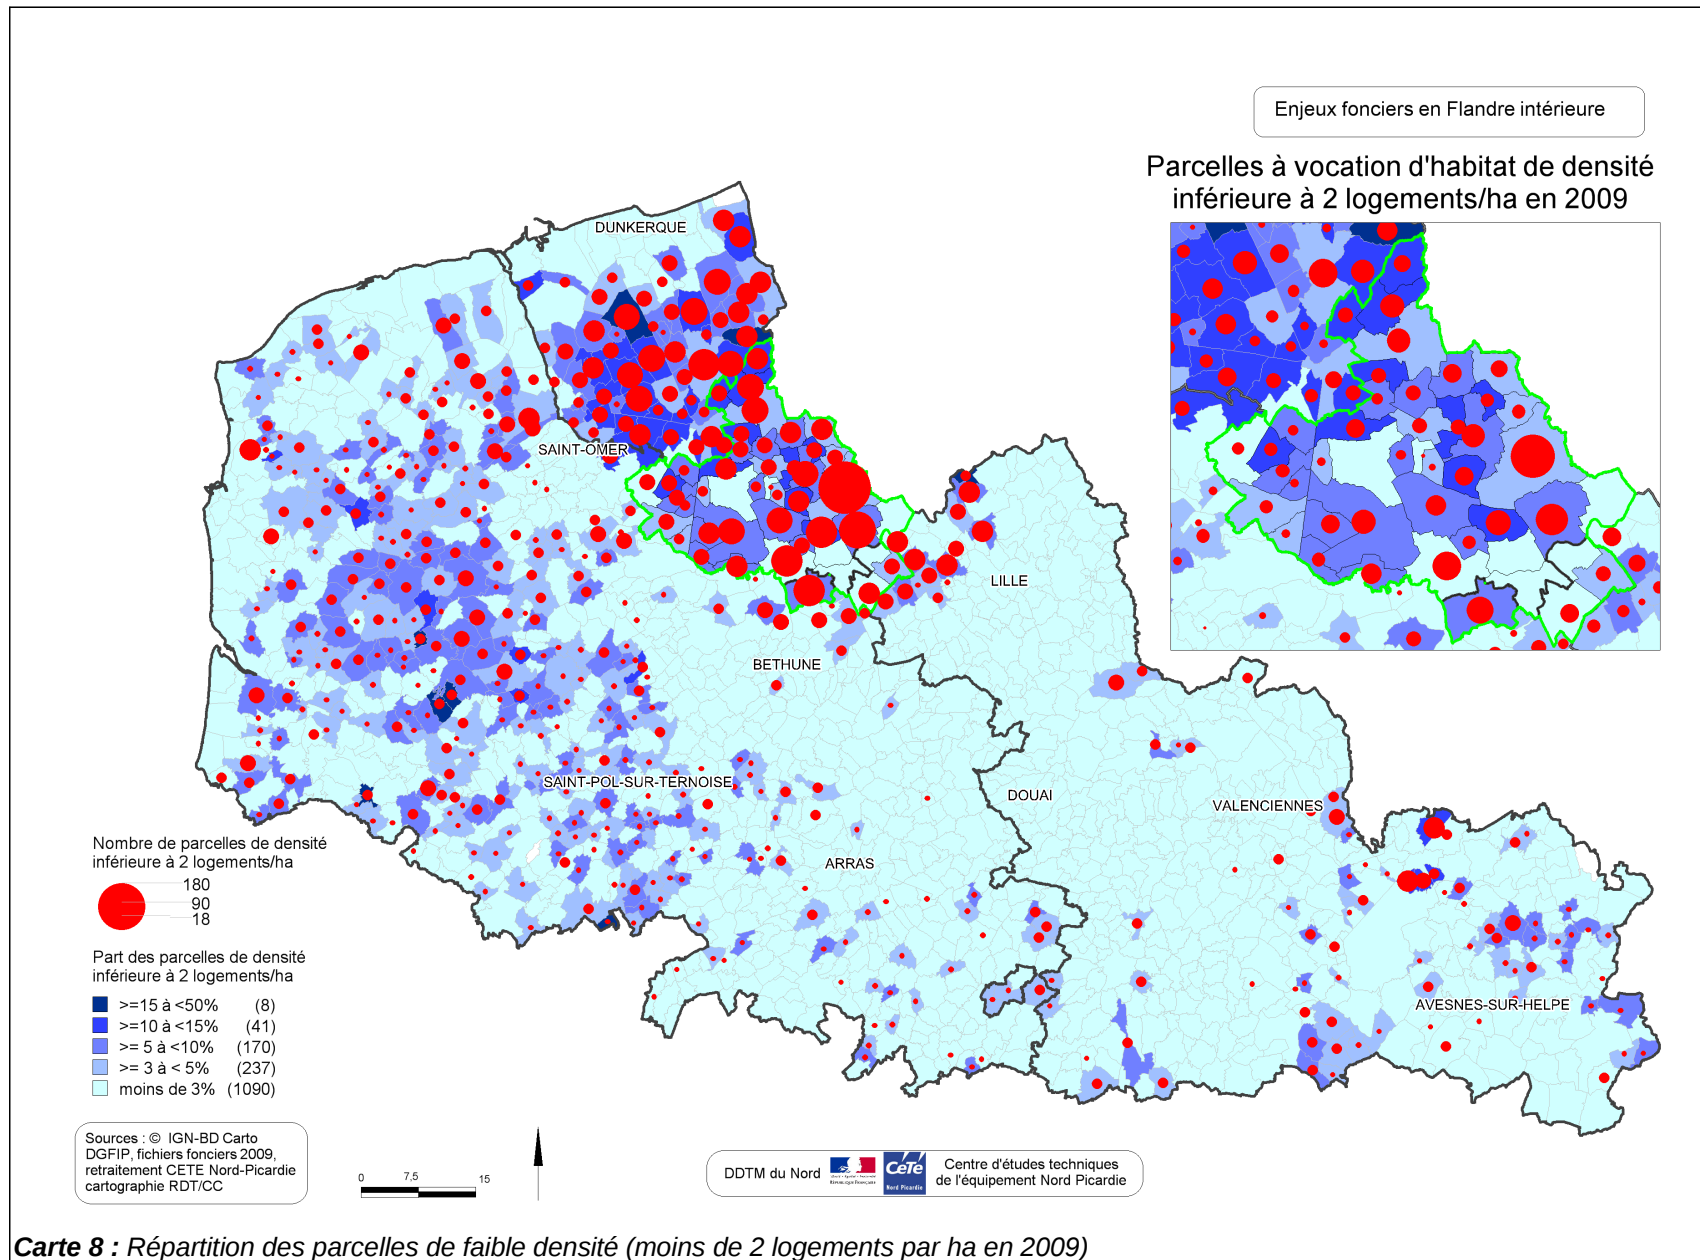 Enjeux fonciers en Flandre intérieure
Parcelles à vocation d'habitat de densité
inférieure à 2 logements/ha en 2009
DUNKERQUE
SAINT-OMER
LILLE
BETHUNE
SAINT-POL-SUR-TERNOISE
DOUAI
VALENCIENNES
ARRAS
AVESNES-SUR-HELPE
Nombre de parcelles de densité
inférieure à 2 logements/ha
180
90
18
Part des parcelles de densité
inférieure à 2 logements/ha
>=15 à <50% (8)
>=10 à <15% (41)
>= 5 à <10% (170)
>= 3 à < 5% (237)
moins de 3% (1090)
Sources : © IGN-BD Carto
DGFIP, fichiers fonciers 2009,
retraitement CETE Nord-Picardie
cartographie RDT/CC
0 7,5 15
DDTM du Nord
CeTe
Nord Picardie
Centre d'études techniques
de l'équipement Nord Picardie
Carte 8 : Répartition des parcelles de faible densité (moins de 2 logements par ha en 2009)